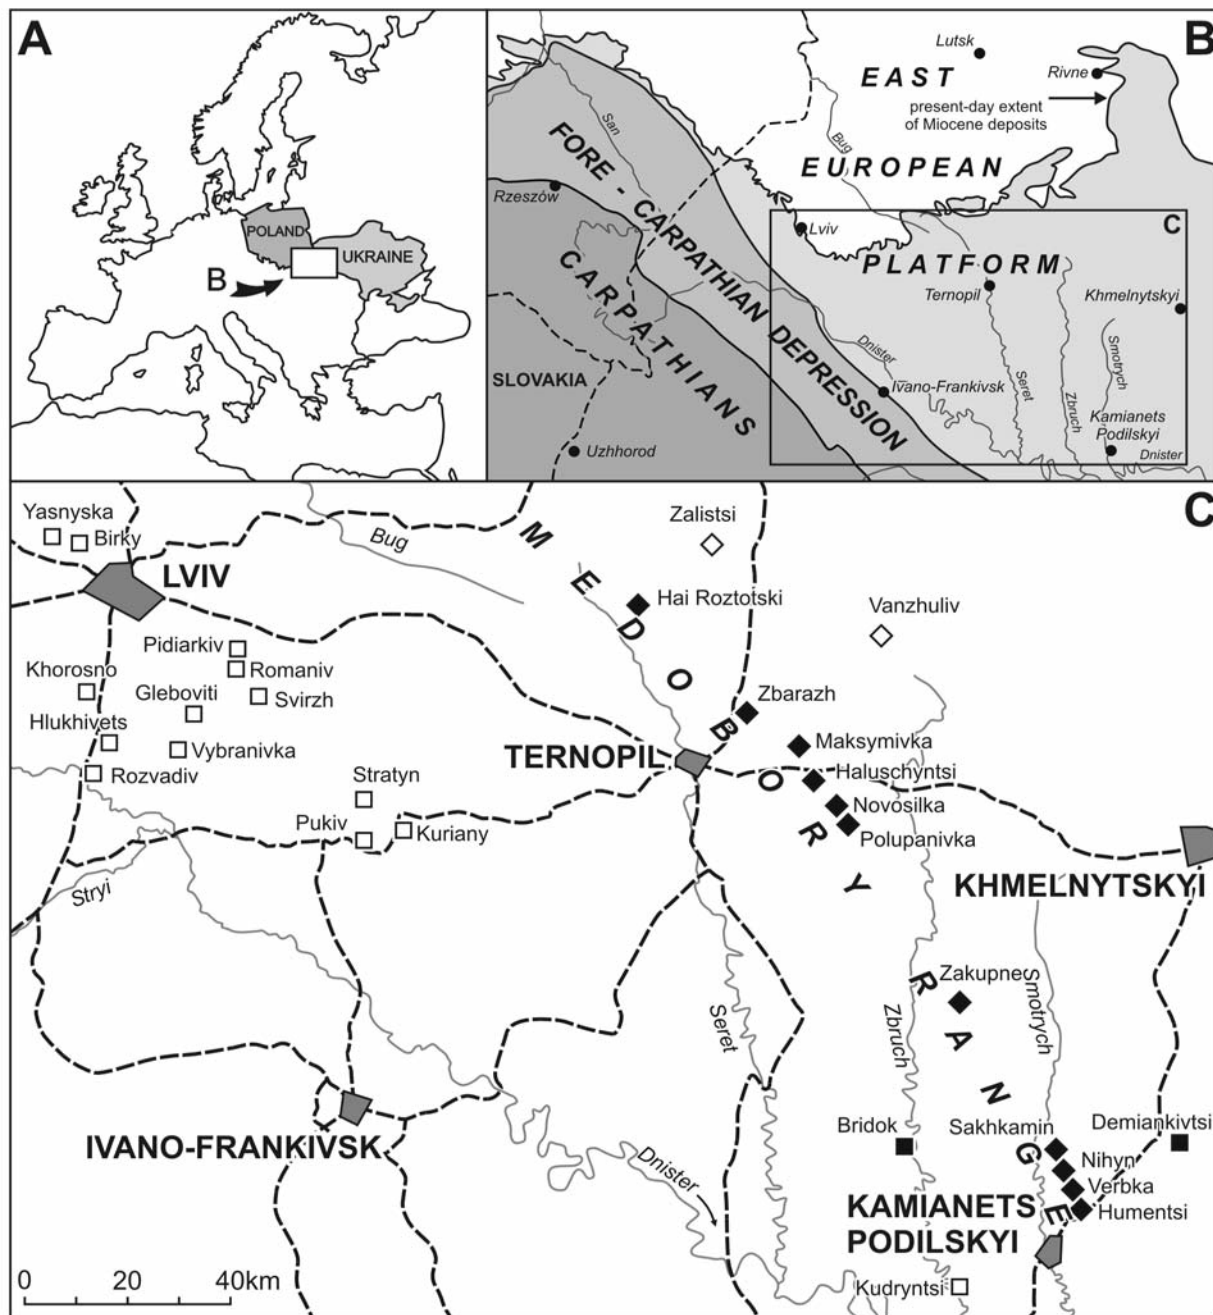 A
POLAND
UKRAINE
B
B
Lutsk
EAST
Rivne
present-day extent
of Miocene deposits
San
Bug
FORE - CARPATHIAN DEPRESSION
EUROPEAN
Rzeszów
Lviv
C
PLATFORM
CARPATHIANS
Ternopil
Khmelnytskyi
Dnister
Smotrych
SLOVAKIA
Ivano-Frankivsk
Seret
Zbruch
Kamianets
Podilskyi
Uzhhorod
Dnister
C
Yasnyska
Birky
LVIV
Bug
MEDOBORY RANGE
Zalistsi
Hai Roztotski
Vanzhuliv
Pidiarkiv
Khorosno
Romaniv
Gleboviti
Svirzh
Hlukhivets
Vybranivka
Rozvadiv
Zbarazh
TERNOPIL
Maksymivka
Haluschyntsi
Stratyn
Novosilka
Pukiv
Kuriany
Polupanivka
Stryi
KHMELNYTSKYI
Zakupne
Seret
Zbruch
Smotrych
IVANO-FRANKIVSK
Bridok
Sakhkamin
Demiankivtsi
Nihyn
Dnister
Verbka
KAMIANETS
PODILSKYI
Humentsi
Kudryntsi
0 20 40km